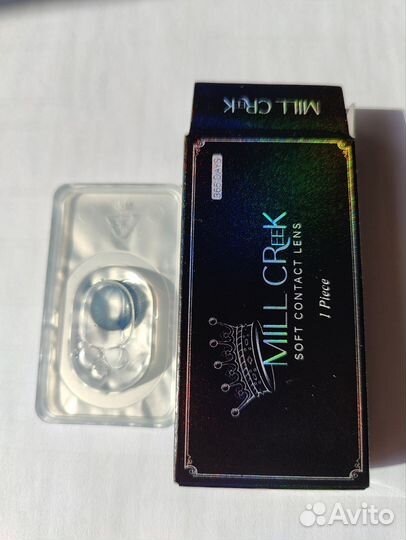 MILL CREEK
365 DAYS
MILL CREEK
SOFT CONTACT LENS
1 Piece
Avito